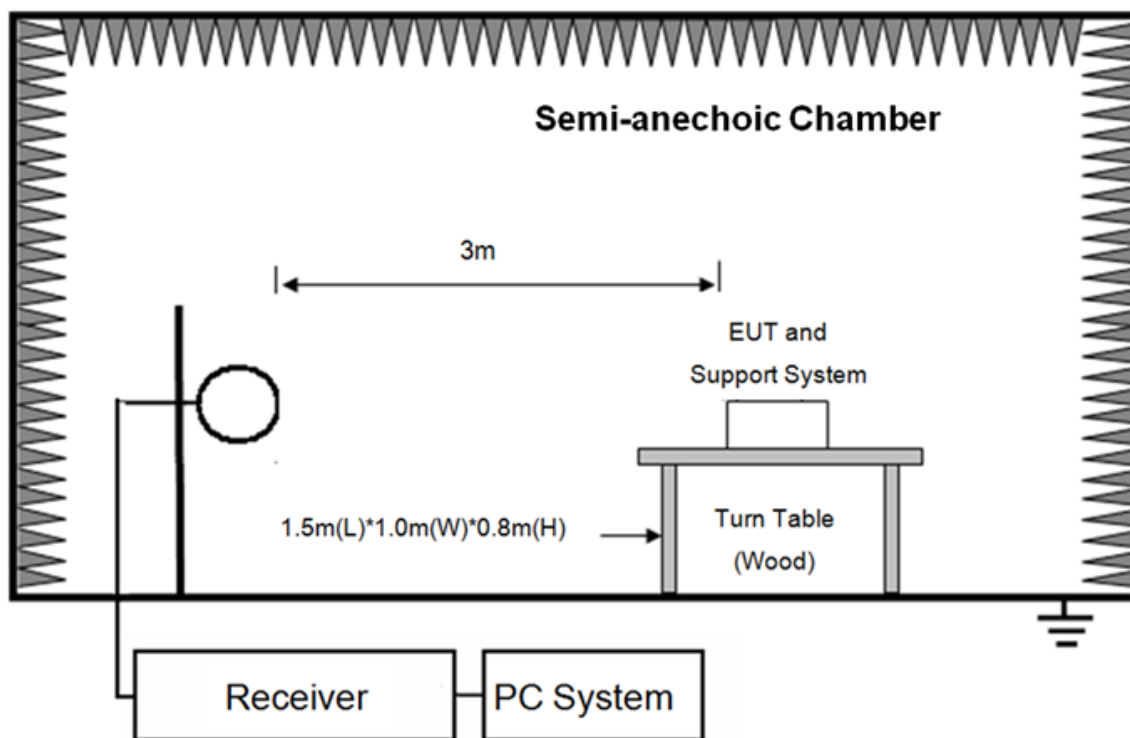 Semi-anechoic Chamber
3m
EUT and
Support System
1.5m(L)*1.0m(W)*0.8m(H)
Turn Table
(Wood)
Receiver
PC System